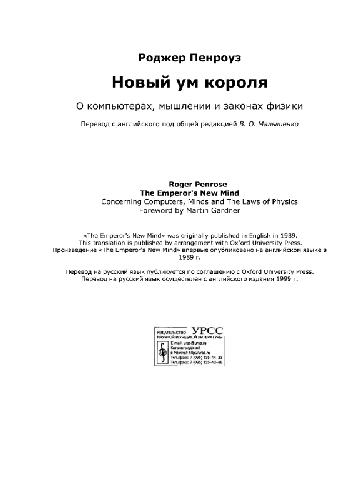 Роджер Пенроуз
Новый ум короля
О компьютерах, мышлении и законах физики
Перевод с английского под общей редакцией В. О. Малышенко
Roger Penrose
The Emperor's New Mind
Concerning Computers, Minds and The Laws of Physics
Foreword by Martin Gardner
«The Emperor's New Mind» was originally published in English in 1989.
This translation is published by arrangement with Oxford University Press.
Произведение «The Emperor's New Mind» впервые опубликовано на английском языке в
1989 г.
Перевод на русский язык публикуется по соглашению с Oxford University Press.
Перевод на русский язык осуществлен с английского издания 1999 г.
ИЗДАТЕЛЬСТВО УРСС